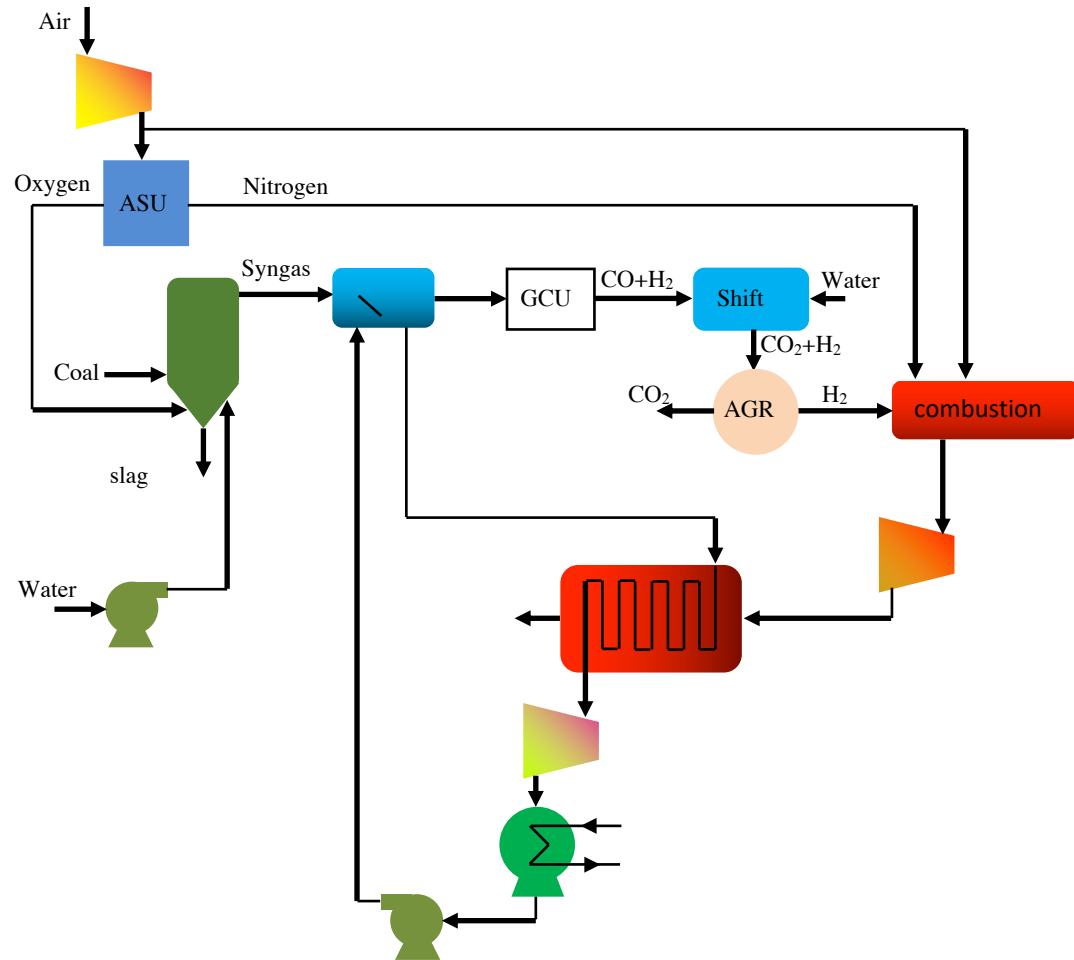 Air
Oxygen
ASU
Nitrogen
Syngas
GCU
CO+H₂
Shift
Water
CO₂+H₂
Coal
CO₂
AGR
H₂
combustion
slag
Water